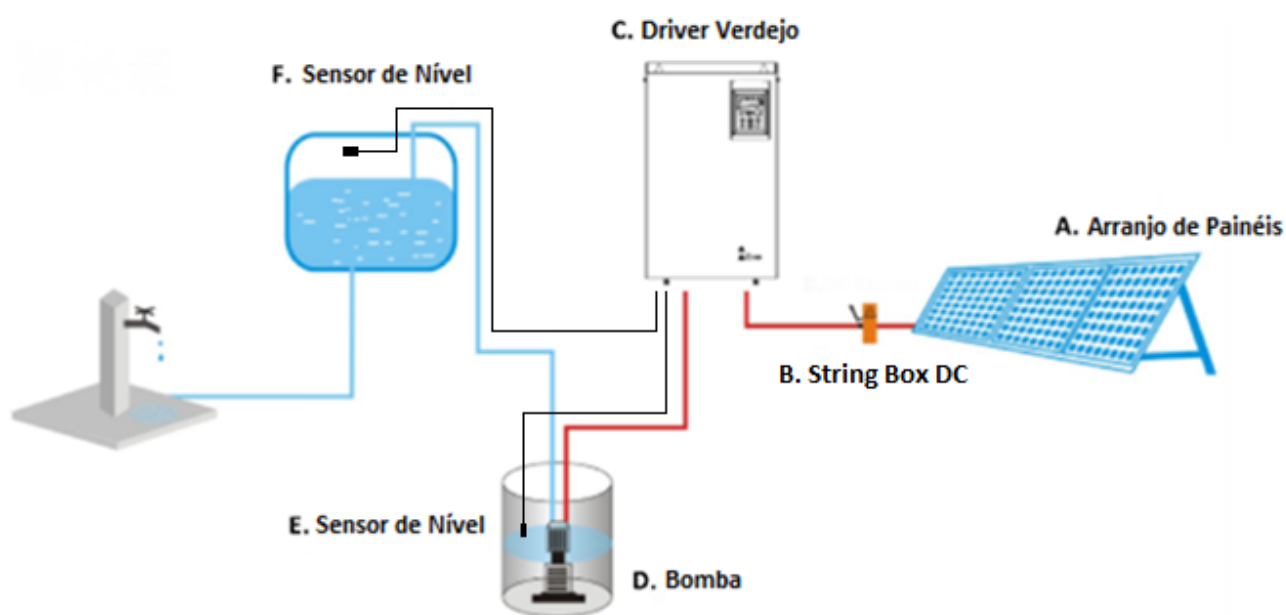 C. Driver Verdejo
F. Sensor de Nível
A. Arranjo de Painéis
B. String Box DC
E. Sensor de Nível
D. Bomba